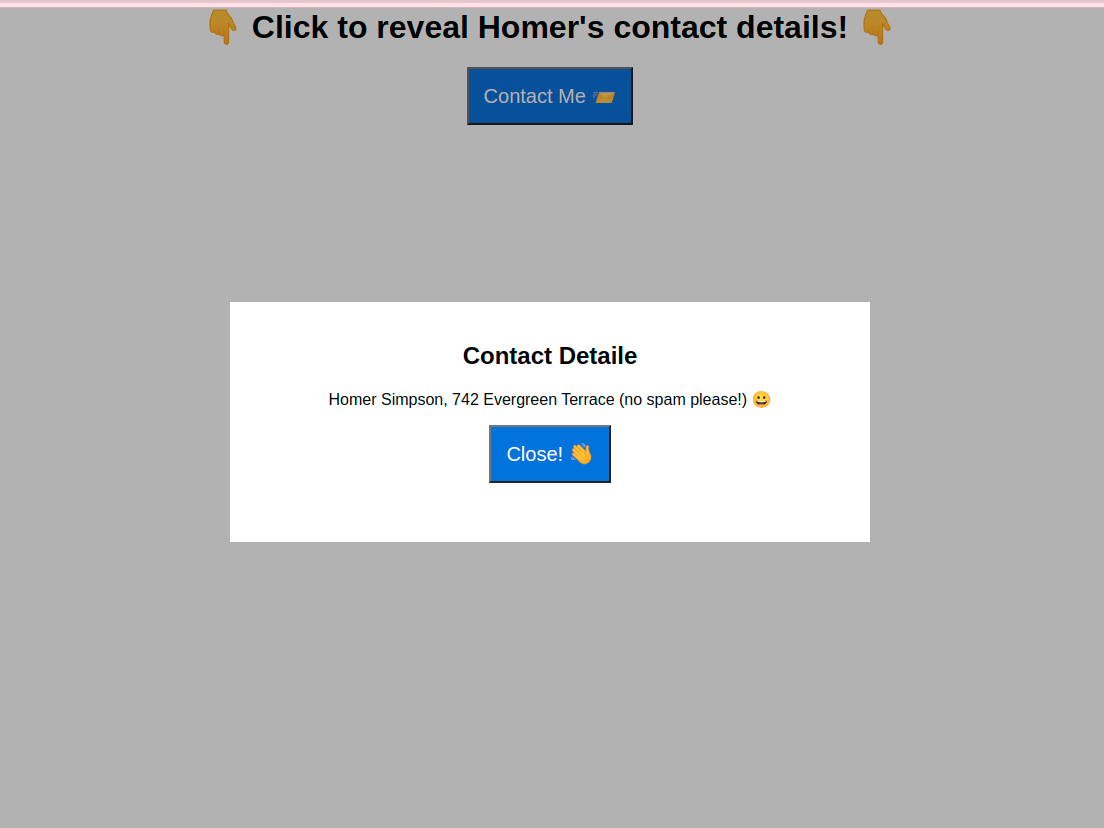 👇 Click to reveal Homer's contact details! 👇
Contact Me 📨
Contact Detaile
Homer Simpson, 742 Evergreen Terrace (no spam please!) 😀
Close! 👋